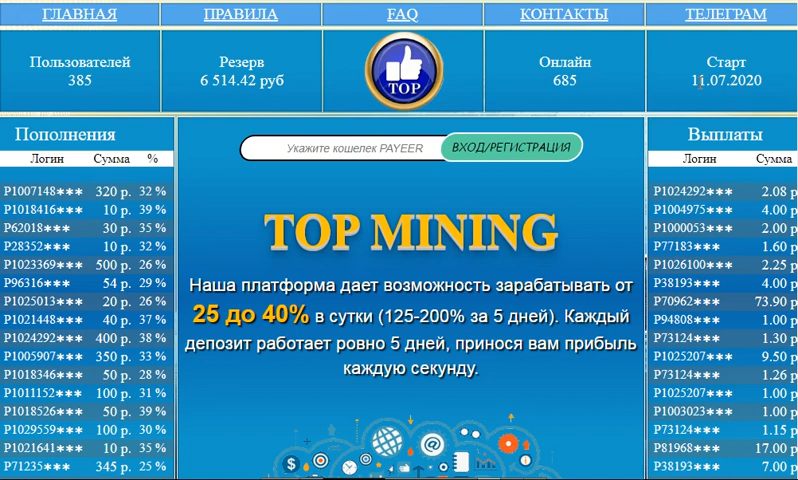 ГЛАВНАЯ ПРАВИЛА FAQ КОНТАКТЫ ТЕЛЕГРАМ
Пользователей
385
Резерв
6 514.42 руб
TOP
Онлайн
685
Старт
11.07.2020
Пополнения
Логин Сумма %
P1007148*** 320 р. 32 %
P1018416*** 10 р. 39 %
P62018*** 30 р. 35 %
P28352*** 10 р. 32 %
P1023369*** 500 р. 26 %
P96316*** 54 р. 29 %
P1025013*** 20 р. 26 %
P1021448*** 40 р. 37 %
P1024292*** 400 р. 38 %
P1005907*** 350 р. 33 %
P1018346*** 50 р. 28 %
P1011152*** 100 р. 31 %
P1018526*** 50 р. 39 %
P1029559*** 100 р. 30 %
P1021641*** 10 р. 35 %
P71235*** 345 р. 25 %
Укажите кошелек PAYEER ВХОД/РЕГИСТРАЦИЯ
TOP MINING
Наша платформа дает возможность зарабатывать от
25 до 40% в сутки (125-200% за 5 дней). Каждый
депозит работает ровно 5 дней, принося вам прибыль
каждую секунду.
Выплаты
Логин Сумма
P1024292*** 2.08 р
P1004975*** 4.00 р
P1000053*** 2.00 р
P77183*** 1.60 р
P1026100*** 2.25 р
P38193*** 4.00 р
P70962*** 73.90 р
P94808*** 1.00 р
P73124*** 1.30 р
P1025207*** 9.50 р
P73124*** 1.26 р
P1025207*** 1.00 р
P1003023*** 1.00 р
P73124*** 1.15 р
P81968*** 17.00 р
P38193*** 7.00 р